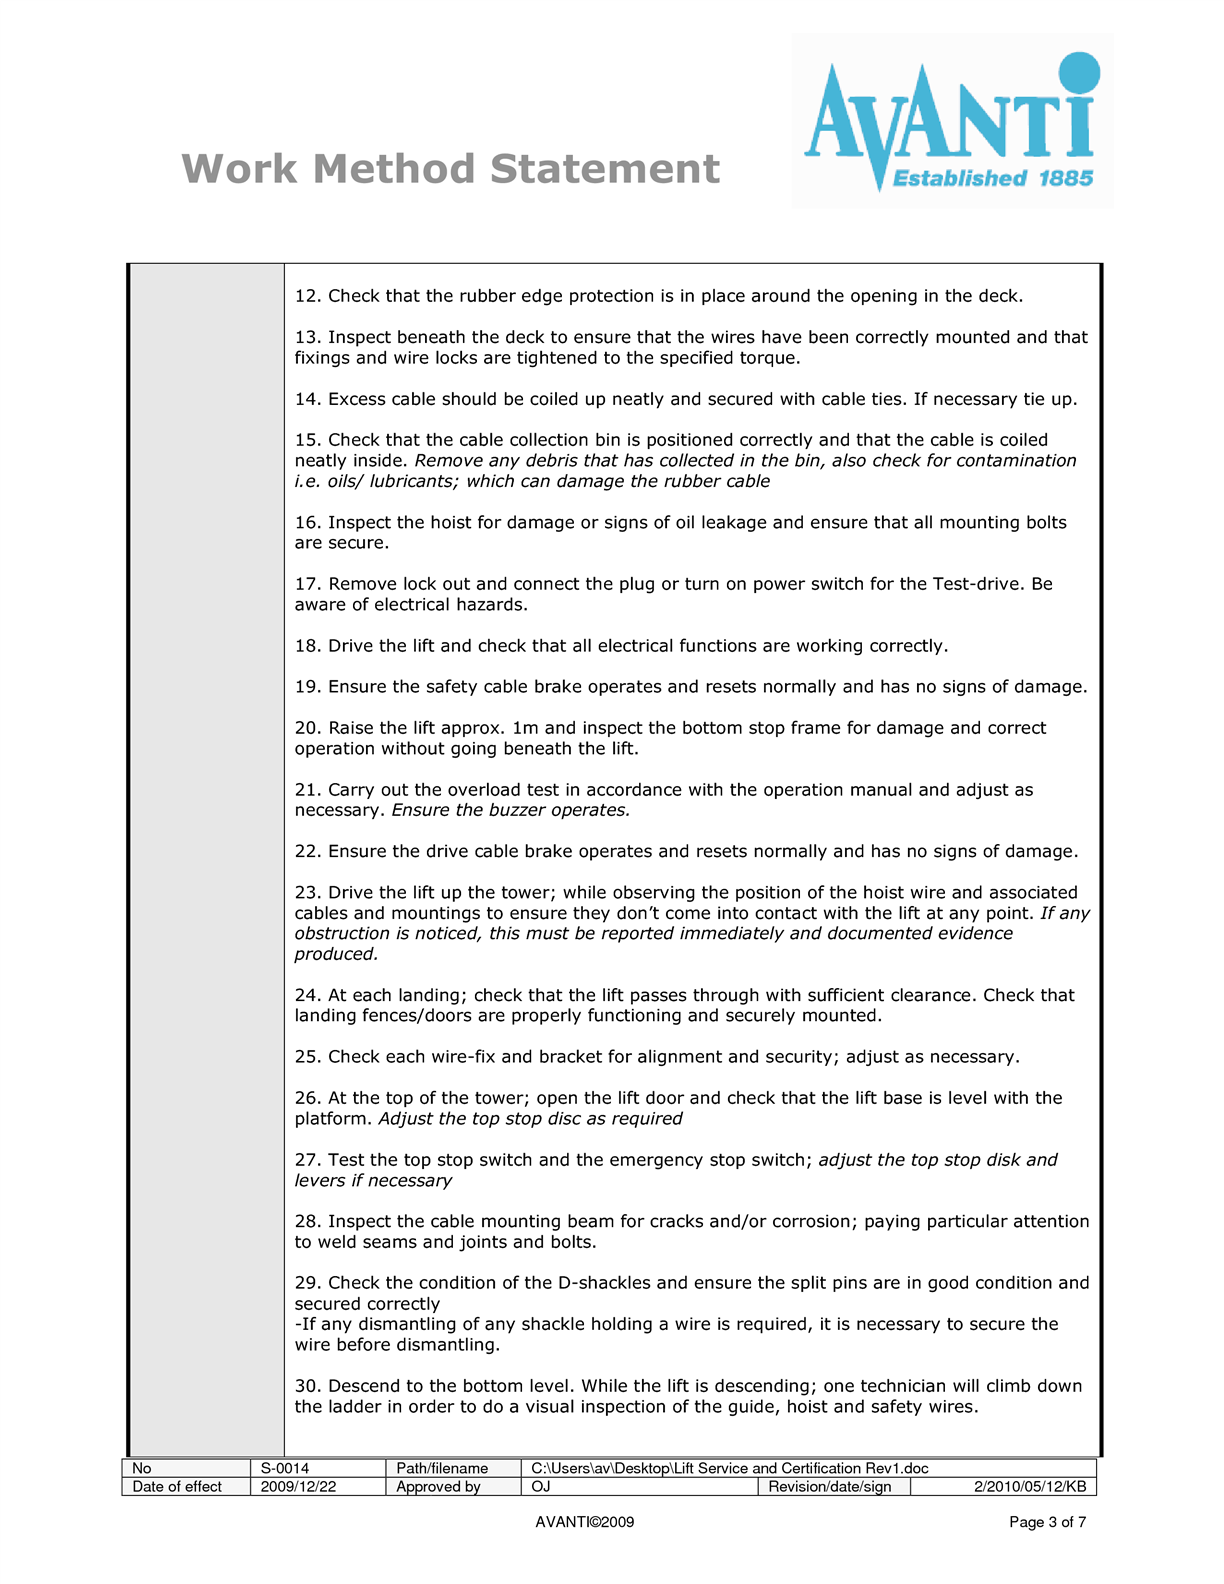 AVANTI
Established 1885
Work Method Statement
12. Check that the rubber edge protection is in place around the opening in the deck.
13. Inspect beneath the deck to ensure that the wires have been correctly mounted and that
fixings and wire locks are tightened to the specified torque.
14. Excess cable should be coiled up neatly and secured with cable ties. If necessary tie up.
15. Check that the cable collection bin is positioned correctly and that the cable is coiled
neatly inside. Remove any debris that has collected in the bin, also check for contamination
i.e. oils/ lubricants; which can damage the rubber cable
16. Inspect the hoist for damage or signs of oil leakage and ensure that all mounting bolts
are secure.
17. Remove lock out and connect the plug or turn on power switch for the Test-drive. Be
aware of electrical hazards.
18. Drive the lift and check that all electrical functions are working correctly.
19. Ensure the safety cable brake operates and resets normally and has no signs of damage.
20. Raise the lift approx. 1m and inspect the bottom stop frame for damage and correct
operation without going beneath the lift.
21. Carry out the overload test in accordance with the operation manual and adjust as
necessary. Ensure the buzzer operates.
22. Ensure the drive cable brake operates and resets normally and has no signs of damage.
23. Drive the lift up the tower; while observing the position of the hoist wire and associated
cables and mountings to ensure they don’t come into contact with the lift at any point. If any
obstruction is noticed, this must be reported immediately and documented evidence
produced.
24. At each landing; check that the lift passes through with sufficient clearance. Check that
landing fences/doors are properly functioning and securely mounted.
25. Check each wire-fix and bracket for alignment and security; adjust as necessary.
26. At the top of the tower; open the lift door and check that the lift base is level with the
platform. Adjust the top stop disc as required
27. Test the top stop switch and the emergency stop switch; adjust the top stop disk and
levers if necessary
28. Inspect the cable mounting beam for cracks and/or corrosion; paying particular attention
to weld seams and joints and bolts.
29. Check the condition of the D-shackles and ensure the split pins are in good condition and
secured correctly
-If any dismantling of any shackle holding a wire is required, it is necessary to secure the
wire before dismantling.
30. Descend to the bottom level. While the lift is descending; one technician will climb down
the ladder in order to do a visual inspection of the guide, hoist and safety wires.
No S-0014 Path/filename C:\Users\av\Desktop\Lift Service and Certification Rev1.doc
Date of effect 2009/12/22 Approved by OJ Revision/date/sign 2/2010/05/12/KB
AVANTI©2009 Page 3 of 7